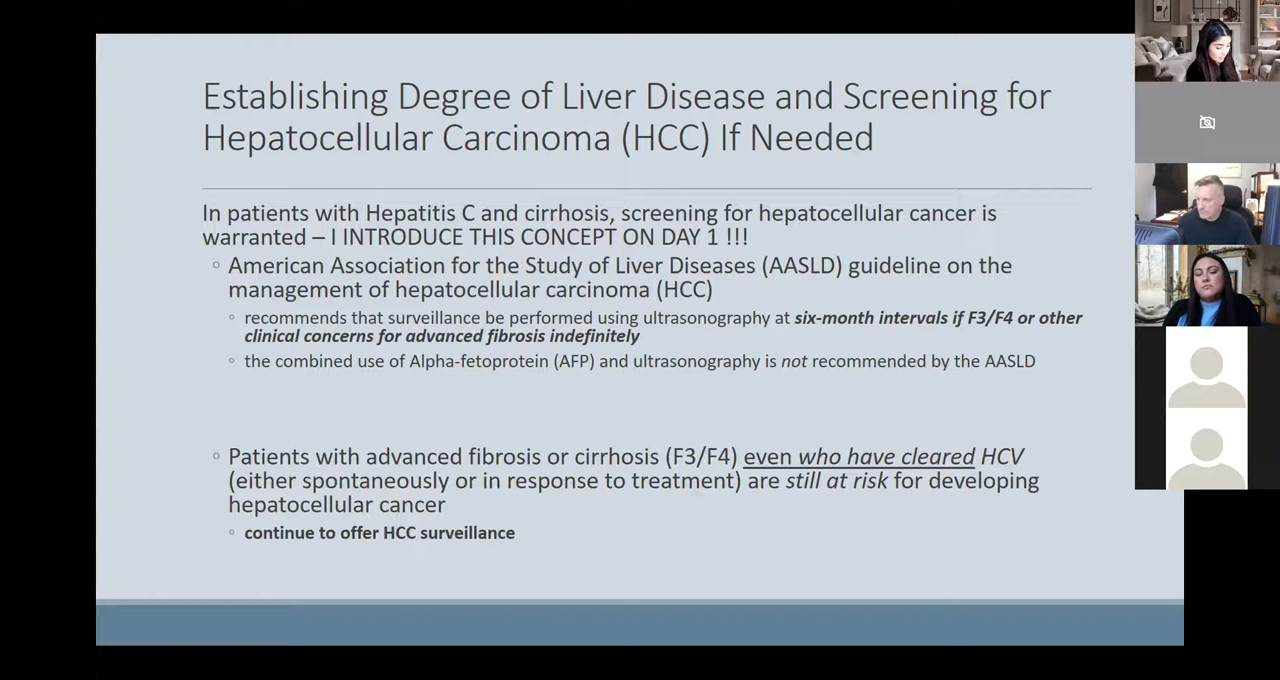 Establishing Degree of Liver Disease and Screening for
Hepatocellular Carcinoma (HCC) If Needed
In patients with Hepatitis C and cirrhosis, screening for hepatocellular cancer is
warranted – I INTRODUCE THIS CONCEPT ON DAY 1 !!!
◦ American Association for the Study of Liver Diseases (AASLD) guideline on the
management of hepatocellular carcinoma (HCC)
◦ recommends that surveillance be performed using ultrasonography at six-month intervals if F3/F4 or other
clinical concerns for advanced fibrosis indefinitely
◦ the combined use of Alpha-fetoprotein (AFP) and ultrasonography is not recommended by the AASLD
◦ Patients with advanced fibrosis or cirrhosis (F3/F4) even who have cleared HCV
(either spontaneously or in response to treatment) are still at risk for developing
hepatocellular cancer
◦ continue to offer HCC surveillance